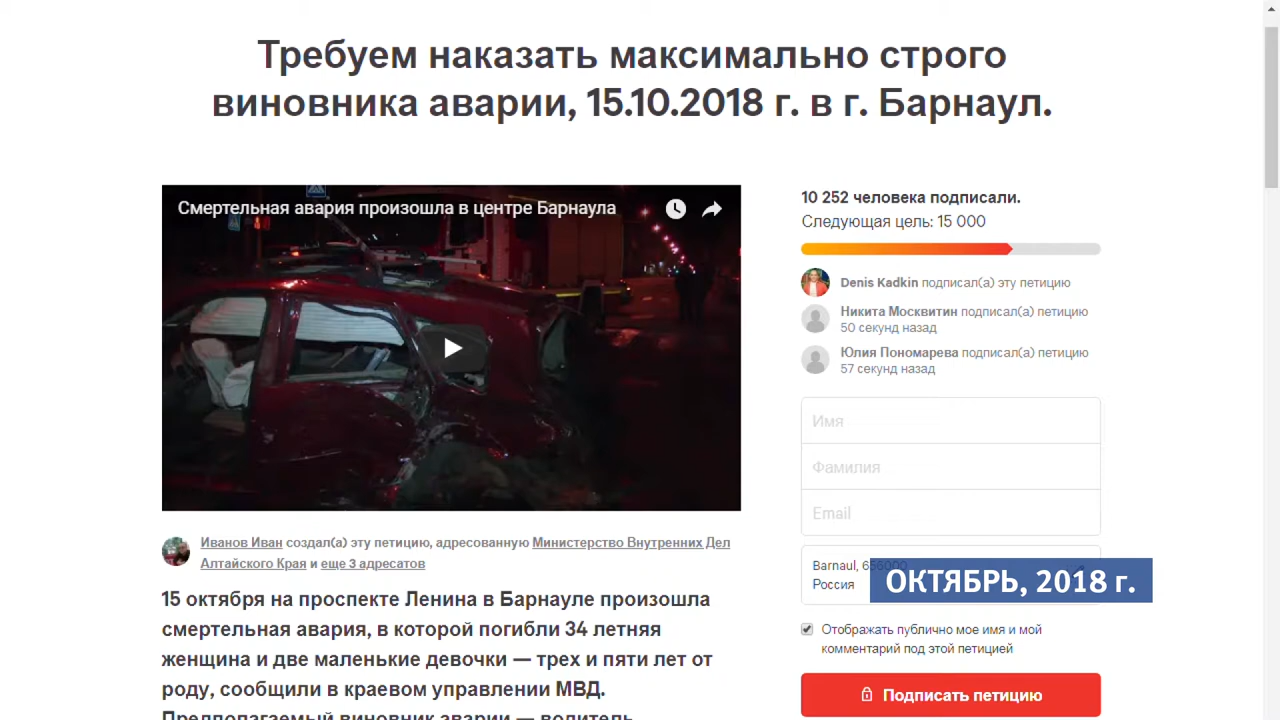 Требуем наказать максимально строго
виновника аварии, 15.10.2018 г. в г. Барнаул.
Смертельная авария произошла в центре Барнаула
10 252 человека подписали.
Следующая цель: 15 000
Denis Kadkin подписал(а) эту петицию
Никита Москвитин подписал(а) петицию
50 секунд назад
Юлия Пономарева подписал(а) петицию
57 секунд назад
Имя
Фамилия
Email
Barnaul, 656000
Россия
ОКТЯБРЬ, 2018 г.
Отображать публично мое имя и мой
комментарий под этой петицией
Подписать петицию
Иванов Иван создал(а) эту петицию, адресованную Министерство Внутренних Дел
Алтайского Края и еще 3 адресатов
15 октября на проспекте Ленина в Барнауле произошла
смертельная авария, в которой погибли 34 летняя
женщина и две маленькие девочки — трех и пяти лет от
роду, сообщили в краевом управлении МВД.
Предполагаемый виновник аварии — водитель